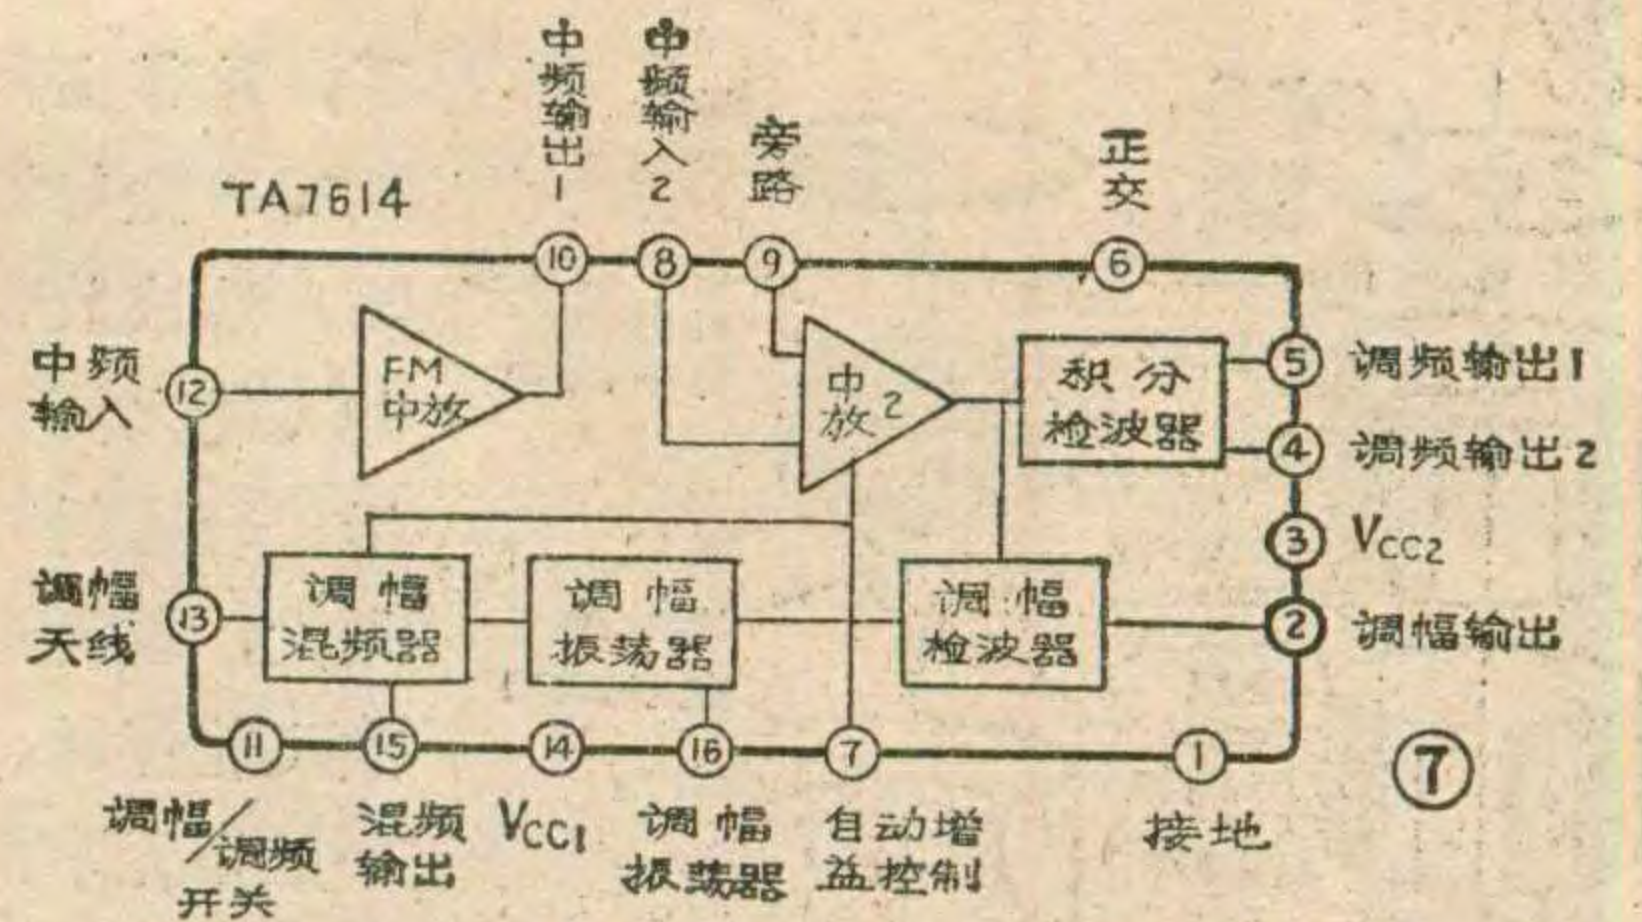 中频输出1
中频输入2
旁路
正交
TA7614
10
8
9
6
中频
输入
12
FM
中放
中放2
积分
检波器
5
调频输出1
4
调频输出2
3
VCC2
调幅
天线
13
调幅
混频器
调幅
振荡器
调幅
检波器
2
调幅输出
11
15
14
16
7
1
⑦
调幅/调频
开关
混频
输出
VCC1
调幅
振荡器
自动增
益控制
接地